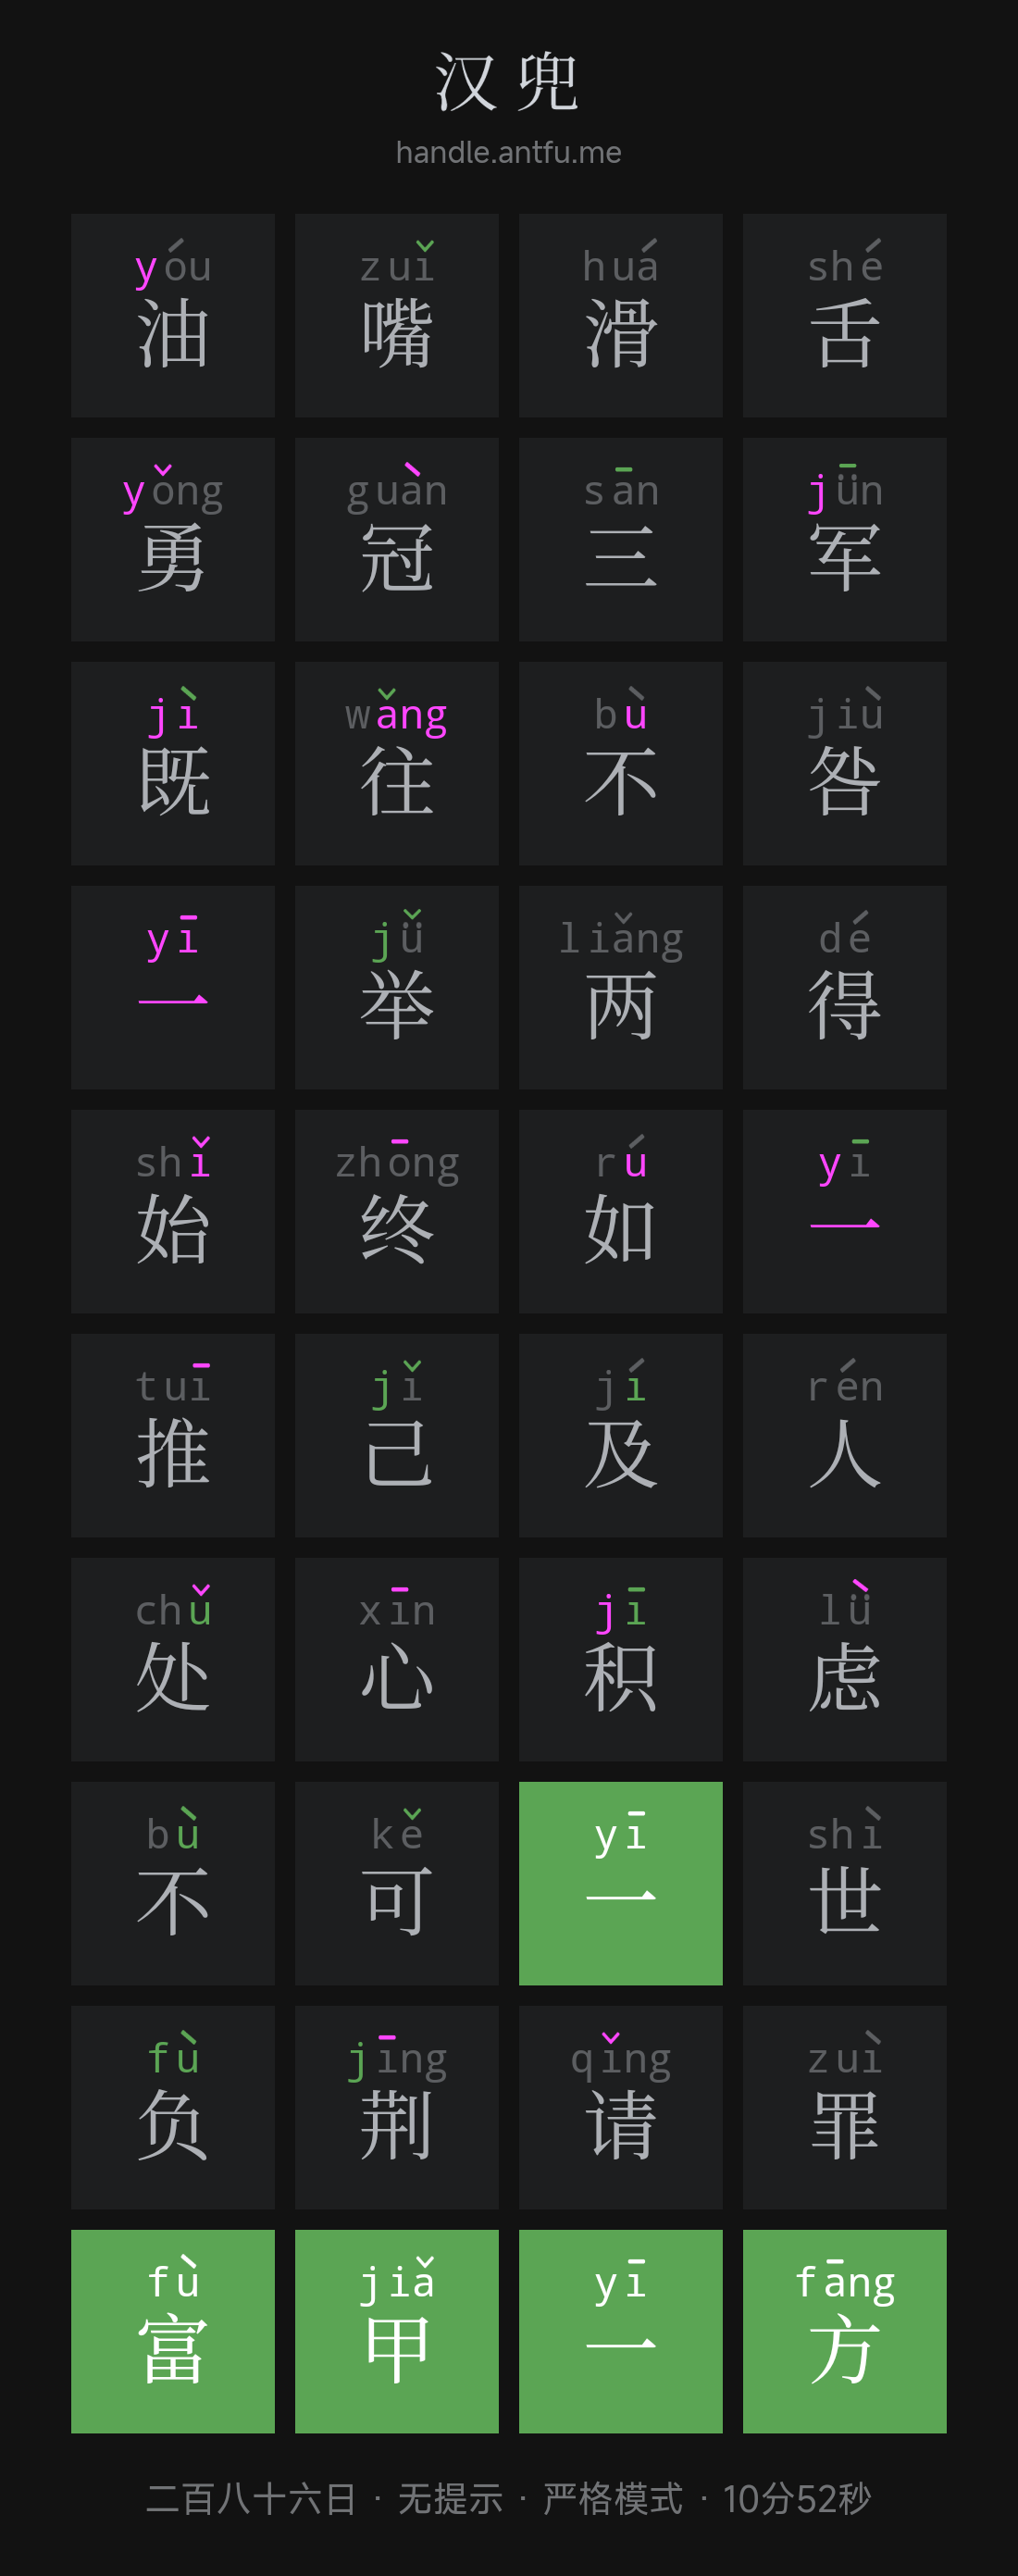 汉兜
handle.antfu.me
yóu zuǐ huá shé
油 嘴 滑 舌
yǒng guàn sān jūn
勇 冠 三 军
jì wǎng bù jiù
既 往 不 咎
yī jǚ liǎng dé
一 举 两 得
shǐ zhōng rú yī
始 终 如 一
tuī jǐ jí rén
推 己 及 人
chǔ xīn jī lǜ
处 心 积 虑
bù kě yī shì
不 可 一 世
fù jīng qǐng zuì
负 荆 请 罪
fù jiǎ yī fāng
富 甲 一 方
二百八十六日 · 无提示 · 严格模式 · 10分52秒